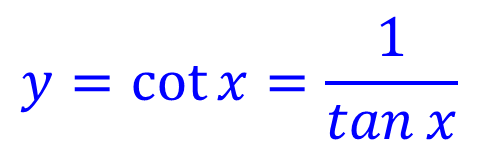 y = cot x = 1/tan x